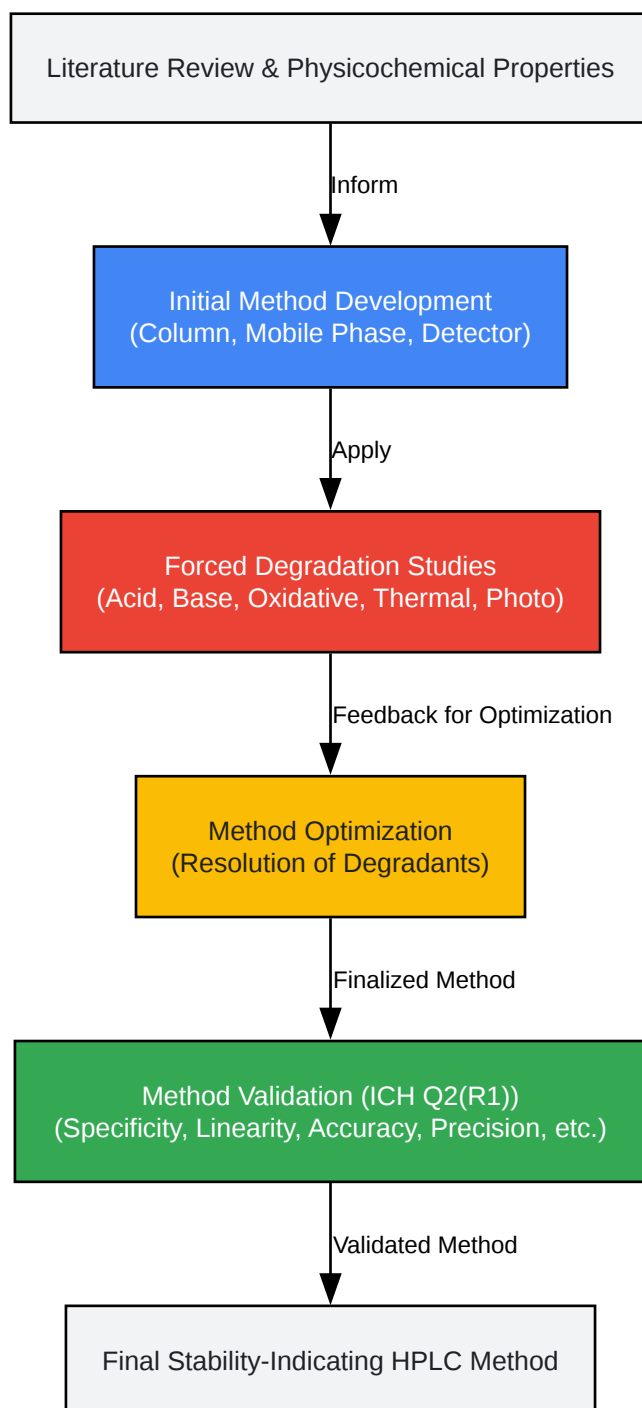 Literature Review & Physicochemical Properties
Inform
Initial Method Development
(Column, Mobile Phase, Detector)
Apply
Forced Degradation Studies
(Acid, Base, Oxidative, Thermal, Photo)
Feedback for Optimization
Method Optimization
(Resolution of Degradants)
Finalized Method
Method Validation (ICH Q2(R1))
(Specificity, Linearity, Accuracy, Precision, etc.)
Validated Method
Final Stability-Indicating HPLC Method